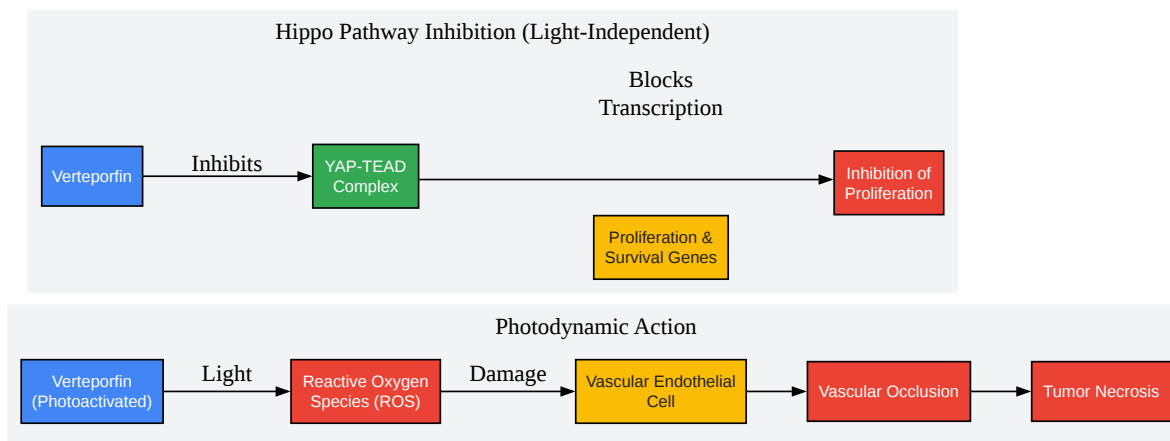 Hippo Pathway Inhibition (Light-Independent)
Blocks
Transcription
Verteporfin
Inhibits
YAP-TEAD
Complex
Inhibition of
Proliferation
Proliferation &
Survival Genes
Photodynamic Action
Verteporfin
(Photoactivated)
Light
Reactive Oxygen
Species (ROS)
Damage
Vascular Endothelial
Cell
Vascular Occlusion
Tumor Necrosis